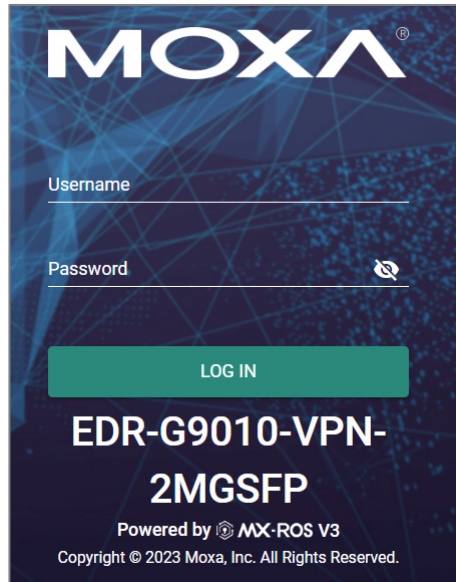 MOXA®
Username
Password
LOG IN
EDR-G9010-VPN-
2MGSFP
Powered by MX-ROS V3
Copyright © 2023 Moxa, Inc. All Rights Reserved.